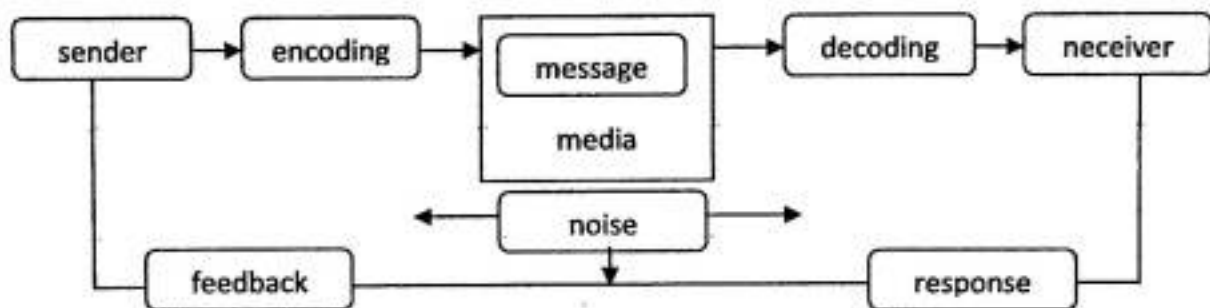 sender encoding message decoding neceiver
media
noise
feedback response